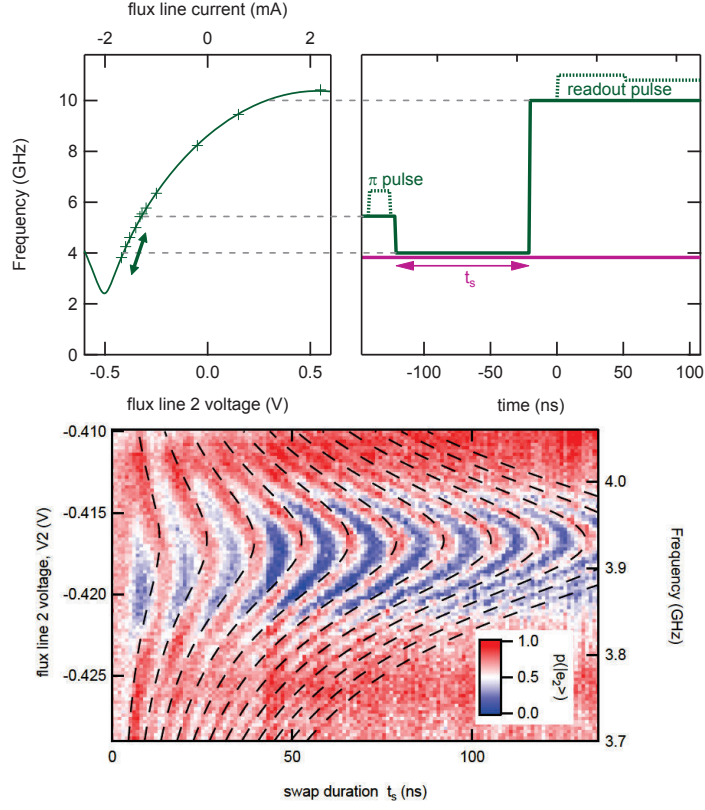 flux line current (mA)
-2 0 2
Frequency (GHz)
10
8
6
4
2
0
-0.5 0.0 0.5
flux line 2 voltage (V)
readout pulse
π pulse
t_s
-100 -50 0 50 100
time (ns)
flux line 2 voltage, V2 (V)
-0.410
-0.415
-0.420
-0.425
0 50 100
swap duration t_s (ns)
4.0
3.9
3.8
3.7
Frequency (GHz)
1.0
0.5
0.0
p(|e_2>)